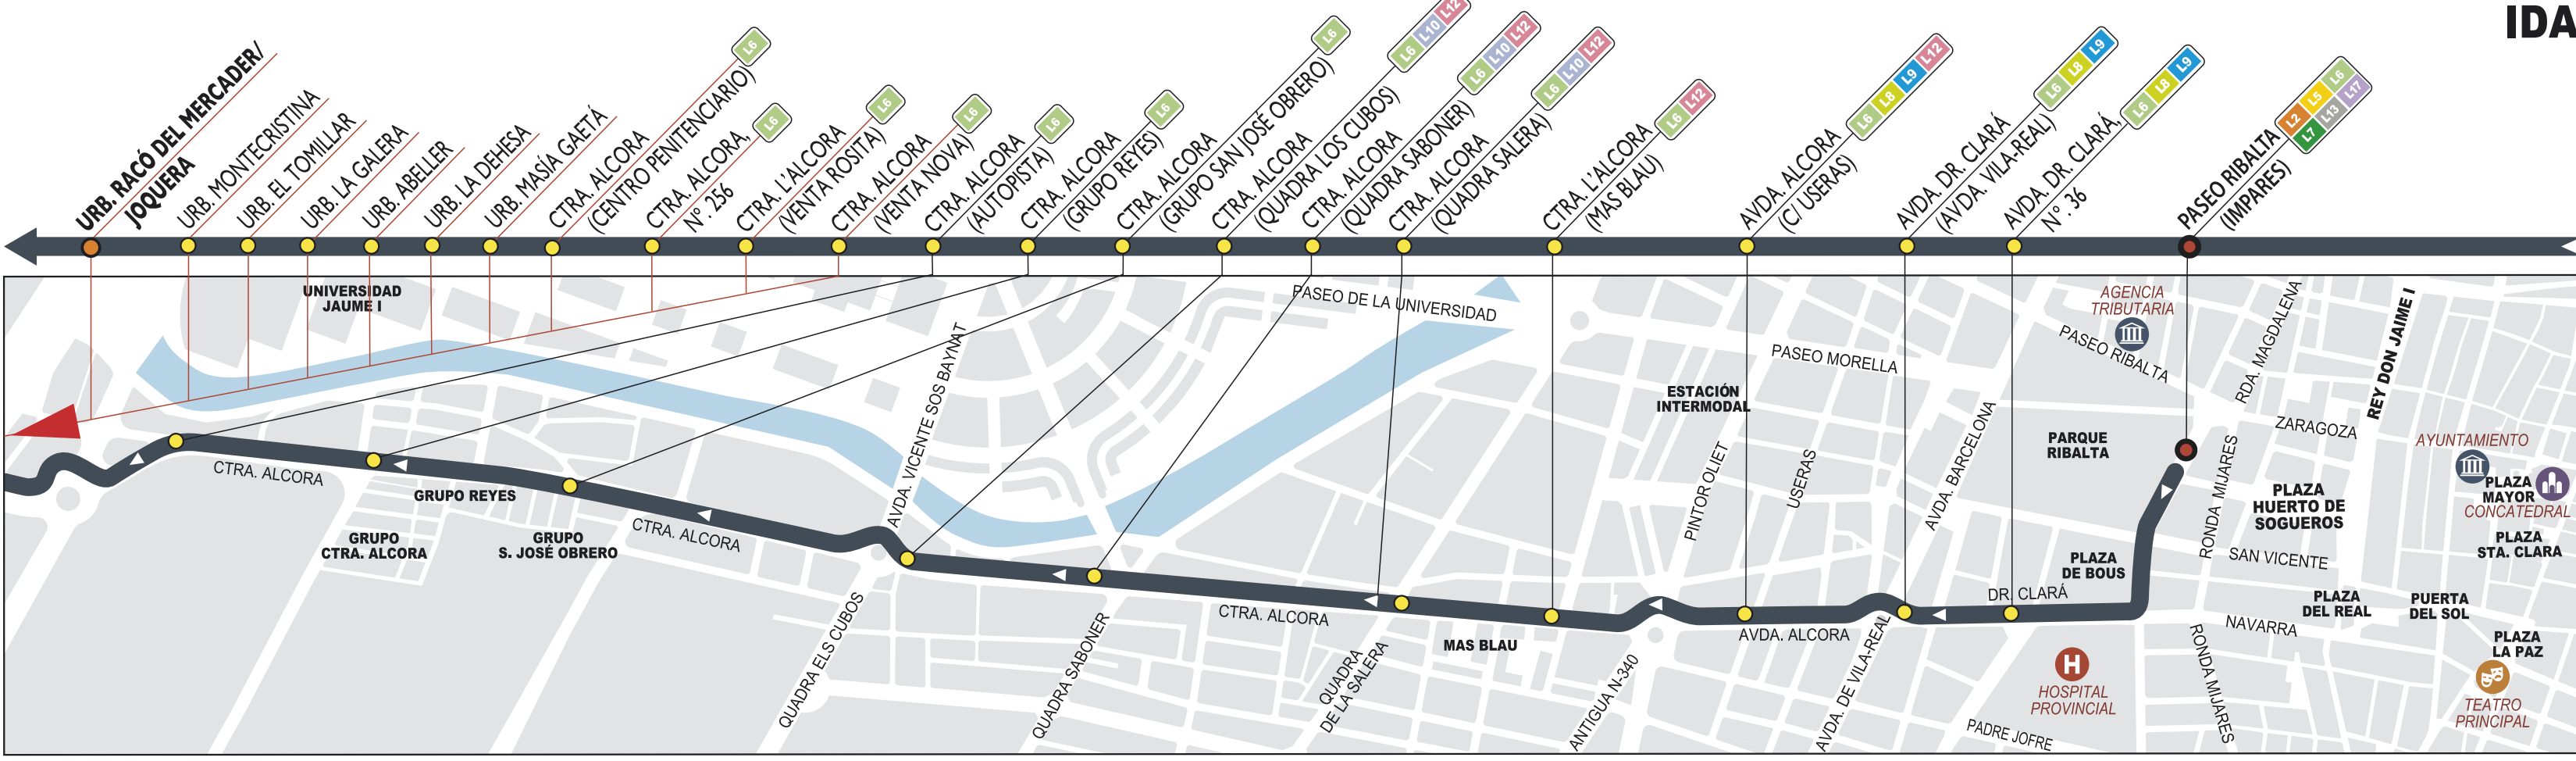 IDA
URB. RACÓ DEL MERCADER/
JOQUERA
URB. MONTECRISTINA
URB. EL TOMILLAR
URB. LA GALERA
URB. ABELLER
URB. LA DEHESA
URB. MASÍA GAETÁ
CTRA. ALCORA
(CENTRO PENITENCIARIO)
L6
CTRA. ALCORA,
Nº. 256
L6
CTRA. L'ALCORA
(VENTA ROSITA)
L6
CTRA. ALCORA
(VENTA NOVA)
L6
CTRA. ALCORA
(AUTOPISTA)
L6
CTRA. ALCORA
(GRUPO REYES)
L6
CTRA. ALCORA
(GRUPO SAN JOSÉ OBRERO)
L6
CTRA. ALCORA
(QUADRA LOS CUBOS)
L6 L10 L12
CTRA. ALCORA
(QUADRA SABONER)
L6 L10 L12
CTRA. ALCORA
(QUADRA SALERA)
L6 L10 L12
CTRA. L'ALCORA
(MAS BLAU)
L6 L12
AVDA. ALCORA
(C/ USERAS)
L6 L8 L9 L12
AVDA. DR. CLARÁ
(AVDA. VILA-REAL)
L6 L8 L9
AVDA. DR. CLARÁ,
Nº .36
L6 L8 L9
PASEO RIBALTA
(IMPARES)
L2 L5 L6
L7 L13 L17
UNIVERSIDAD
JAUME I
PASEO DE LA UNIVERSIDAD
AGENCIA
TRIBUTARIA
PASEO RIBALTA
RDA. MAGDALENA
REY DON JAIME I
PASEO MORELLA
ESTACIÓN
INTERMODAL
AVDA. VICENTE SOS BAYNAT
PINTOR OLIET
USERAS
AVDA. BARCELONA
PARQUE
RIBALTA
ZARAGOZA
RONDA MIJARES
AYUNTAMIENTO
PLAZA
MAYOR
CONCATEDRAL
PLAZA
HUERTO DE
SOGUEROS
PLAZA
STA. CLARA
CTRA. ALCORA
GRUPO REYES
GRUPO
CTRA. ALCORA
GRUPO
S. JOSÉ OBRERO
CTRA. ALCORA
SAN VICENTE
PLAZA
DE BOUS
DR. CLARÁ
PLAZA
DEL REAL
PUERTA
DEL SOL
NAVARRA
PLAZA
LA PAZ
CTRA. ALCORA
MAS BLAU
AVDA. ALCORA
QUADRA ELS CUBOS
QUADRA SABONER
QUADRA
DE LA SALERA
ANTIGUA N-340
AVDA. DE VILA-REAL
H
HOSPITAL
PROVINCIAL
PADRE JOFRE
RONDA MIJARES
TEATRO
PRINCIPAL